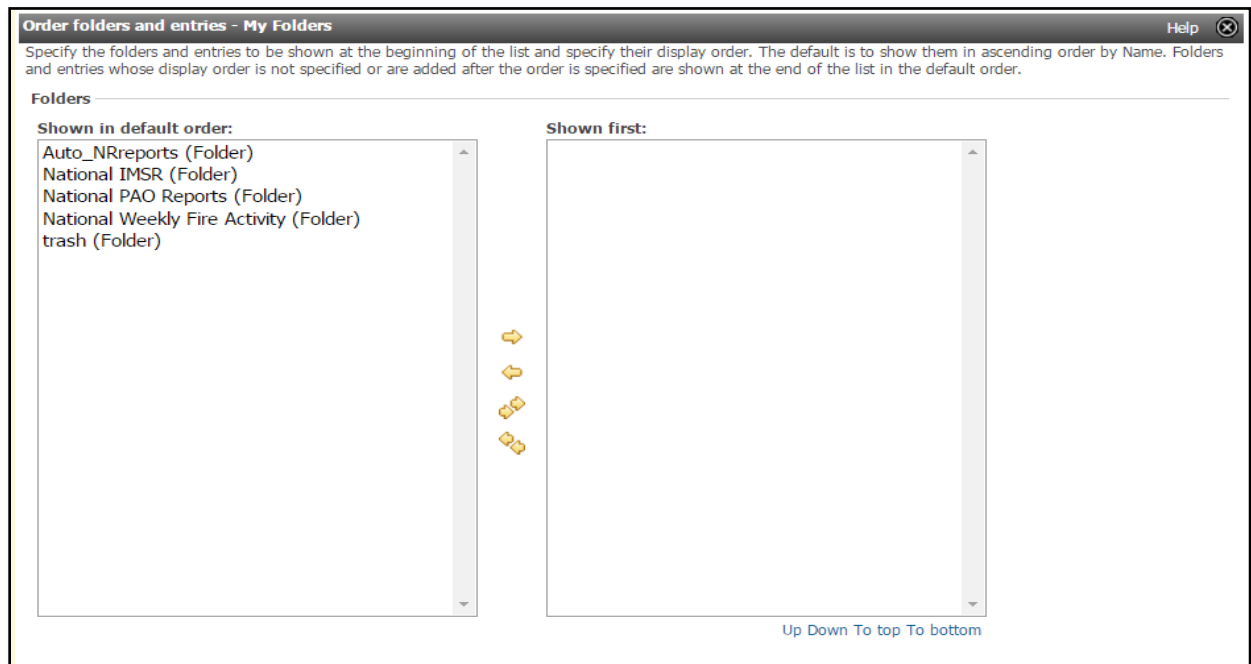 Order folders and entries - My Folders
Help
Specify the folders and entries to be shown at the beginning of the list and specify their display order. The default is to show them in ascending order by Name. Folders
and entries whose display order is not specified or are added after the order is specified are shown at the end of the list in the default order.
Folders
Shown in default order:
Auto_NRreports (Folder)
National IMSR (Folder)
National PAO Reports (Folder)
National Weekly Fire Activity (Folder)
trash (Folder)
Shown first:
Up Down To top To bottom